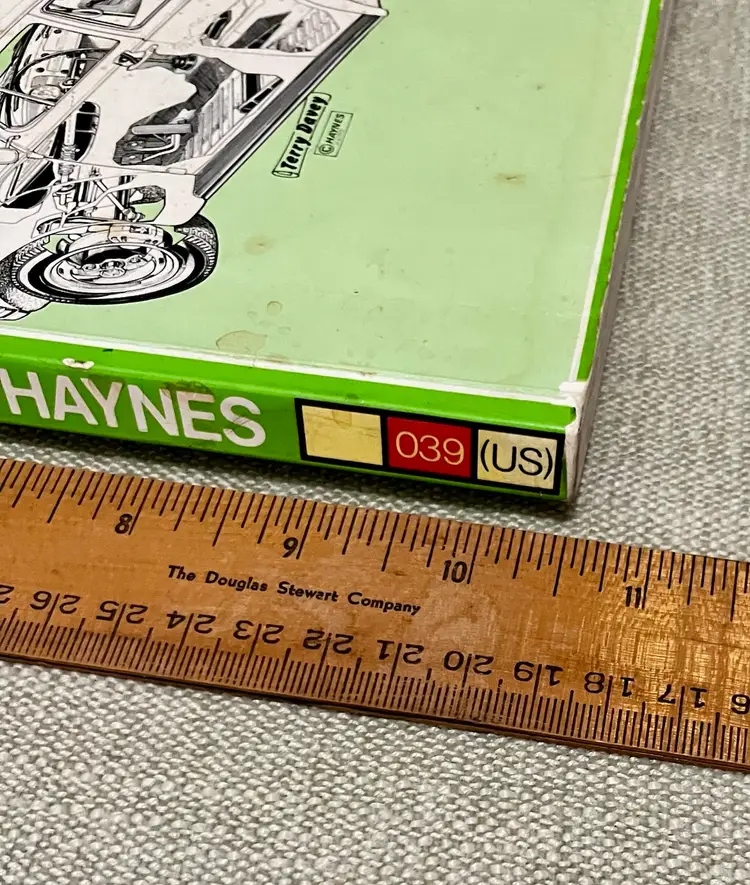 Terry Davey
© HAYNES
HAYNES 039 (US)
8 9 10 11
The Douglas Stewart Company
26 25 24 23 22 21 20 19 18 17